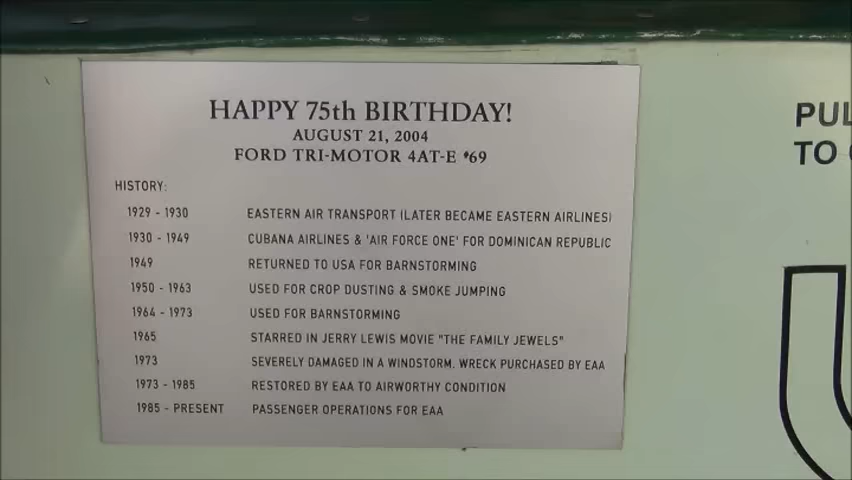 HAPPY 75th BIRTHDAY!
AUGUST 21, 2004
FORD TRI-MOTOR 4AT-E #69
HISTORY:
1929 - 1930 EASTERN AIR TRANSPORT (LATER BECAME EASTERN AIRLINES)
1930 - 1949 CUBANA AIRLINES & 'AIR FORCE ONE' FOR DOMINICAN REPUBLIC
1949 RETURNED TO USA FOR BARNSTORMING
1950 - 1963 USED FOR CROP DUSTING & SMOKE JUMPING
1964 - 1973 USED FOR BARNSTORMING
1965 STARRED IN JERRY LEWIS MOVIE "THE FAMILY JEWELS"
1973 SEVERELY DAMAGED IN A WINDSTORM. WRECK PURCHASED BY EAA
1973 - 1985 RESTORED BY EAA TO AIRWORTHY CONDITION
1985 - PRESENT PASSENGER OPERATIONS FOR EAA
PUL
TO